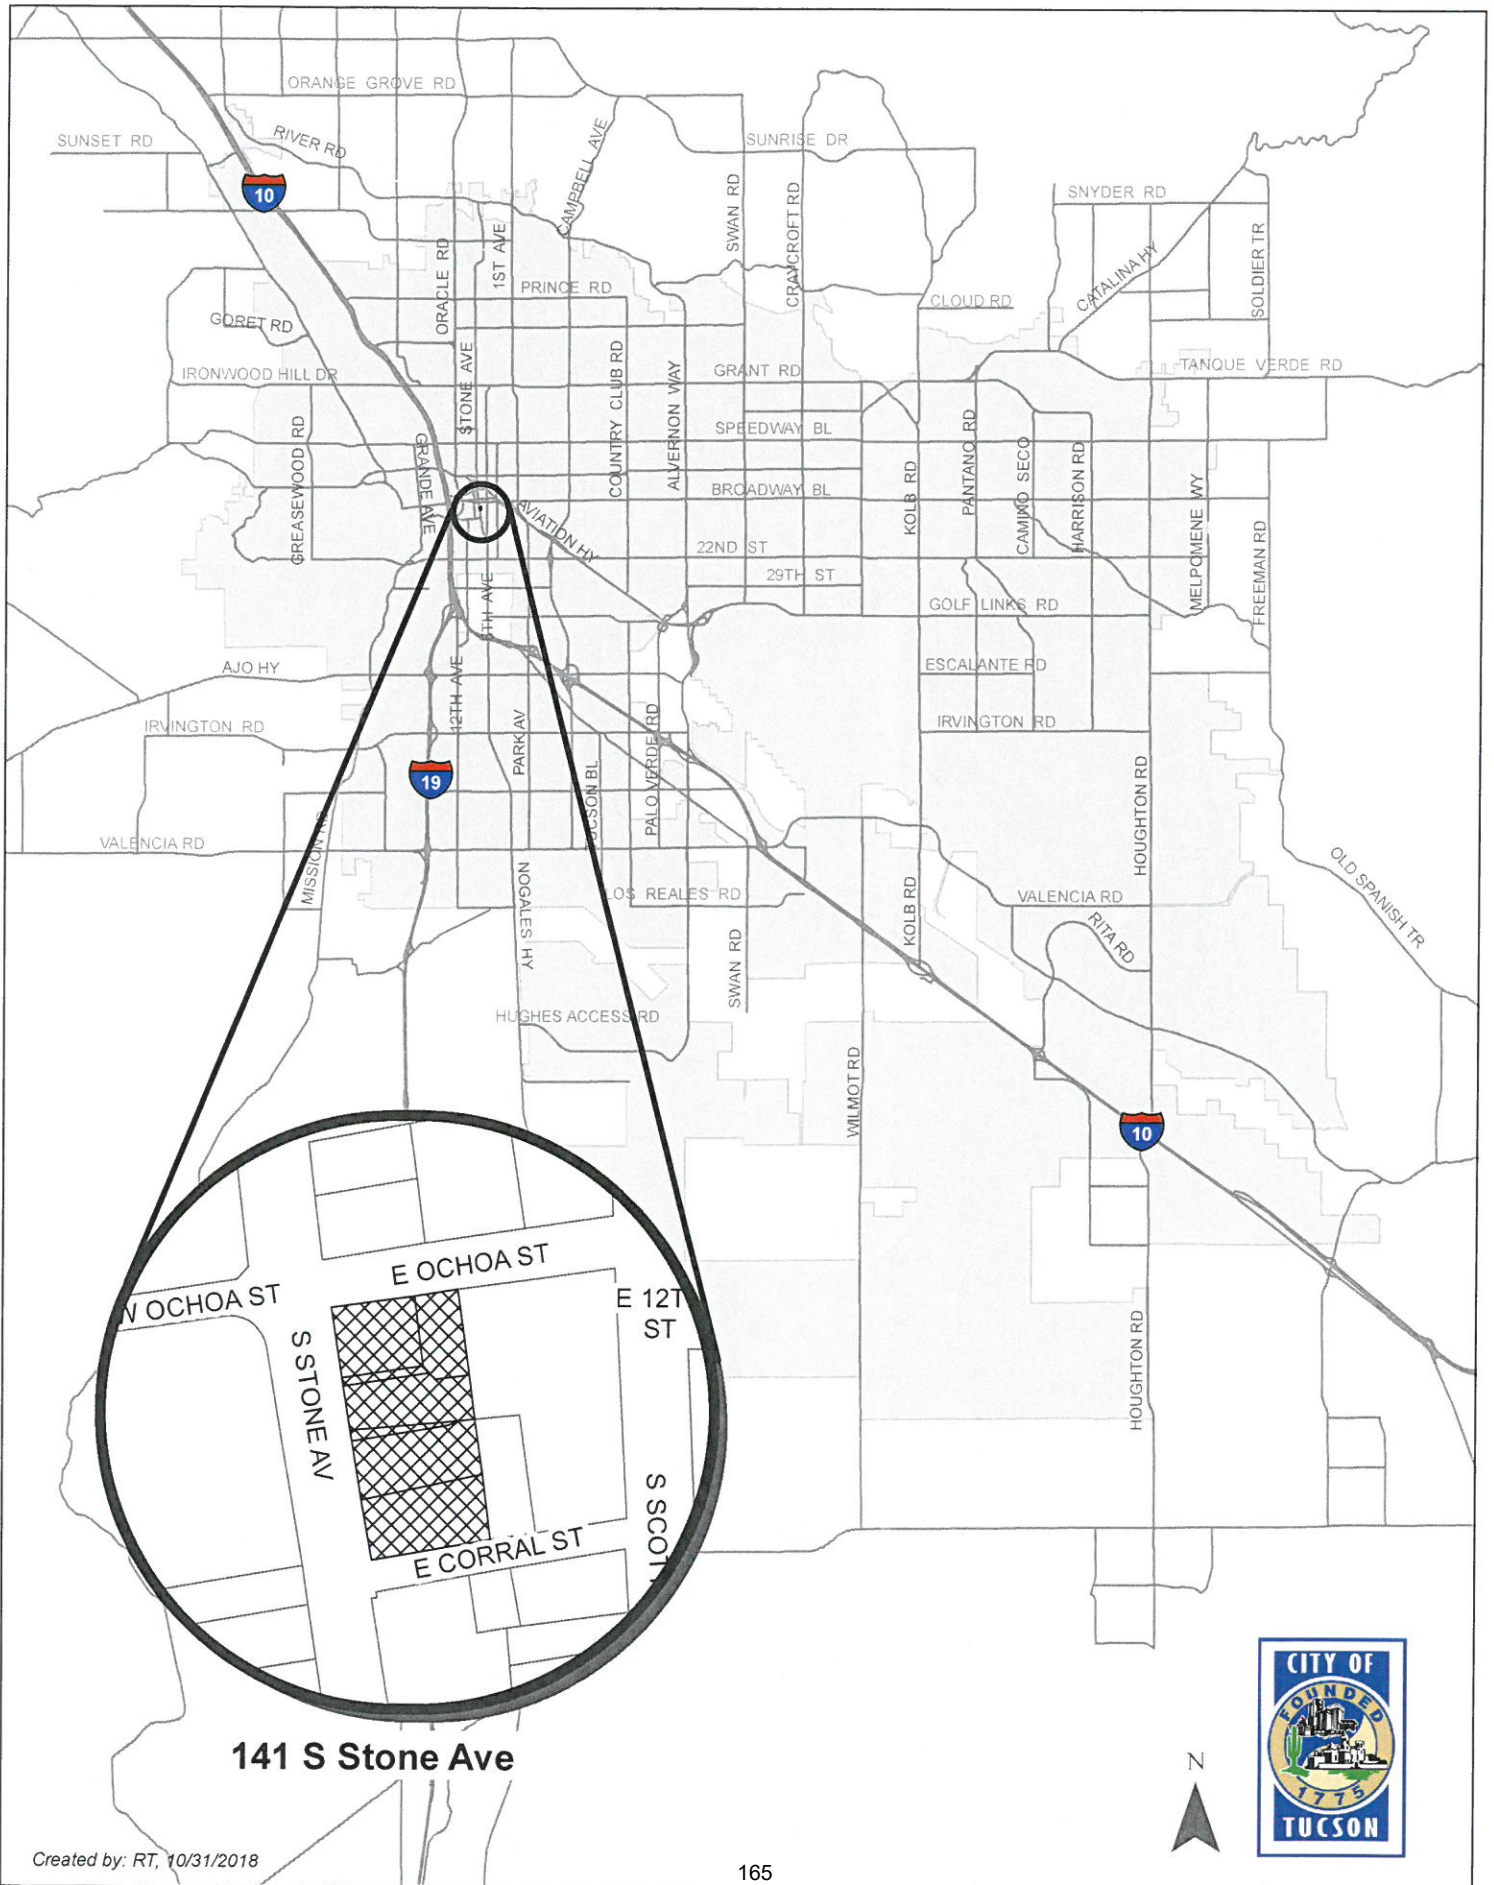 ORANGE GROVE RD
SUNSET RD
RIVER RD
SUNRISE DR
CAMPBELL AVE
10
SWAN RD
CRAYCROFT RD
SNYDER RD
ORACLE RD
1ST AVE
SOLDIER TR
CATALINA HY
PRINCE RD
CLOUD RD
GORET RD
STONE AVE
COUNTRY CLUB RD
ALVERNON WAY
IRONWOOD HILL DR
GRANT RD
TANQUE VERDE RD
GREASEWOOD RD
GRANDE AVE
SPEEDWAY BL
PANTANO RD
CAMINO SECO
HARRISON RD
KOLB RD
BROADWAY BL
MELPOMENE WY
AVIATION HY
22ND ST
FREEMAN RD
29TH ST
6TH AVE
GOLF LINKS RD
AJO HY
12TH AVE
ESCALANTE RD
IRVINGTON RD
PARK AV
PALO VERDE RD
IRVINGTON RD
19
TUCSON BL
HOUGHTON RD
VALENCIA RD
MISSION RD
NOGALES HY
LOS REALES RD
KOLB RD
VALENCIA RD
OLD SPANISH TR
RITA RD
SWAN RD
HUGHES ACCESS RD
WILMOT RD
10
E OCHOA ST
W OCHOA ST
E 12T
ST
S STONE AV
HOUGHTON RD
S SCOT
E CORRAL ST
141 S Stone Ave
N
CITY OF
FOUNDED
1775
TUCSON
Created by: RT, 10/31/2018
165